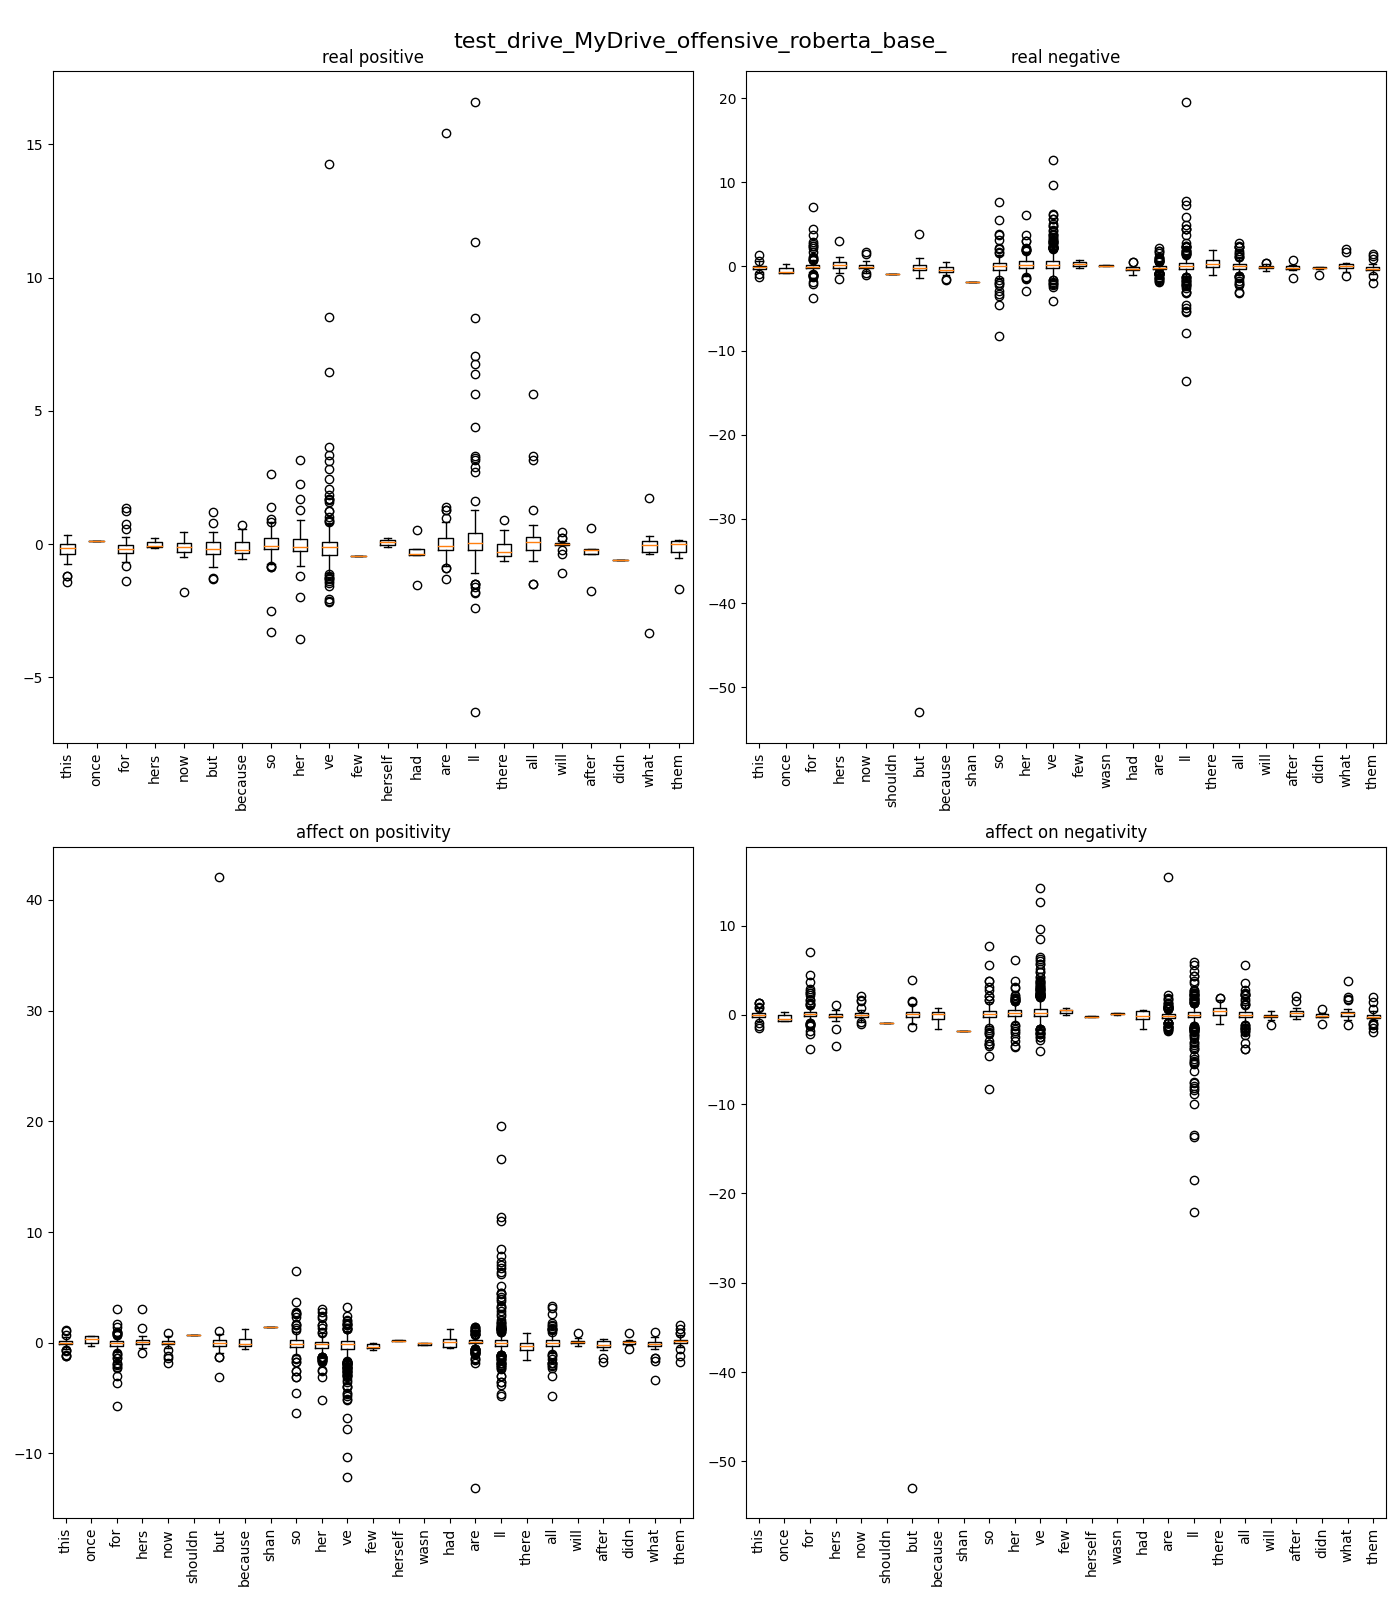 test_drive_MyDrive_offensive_roberta_base_
real positive
15
10
5
0
−5
this once for hers now but because so her ve few herself had are ll there all will after didn what them
real negative
20
10
0
−10
−20
−30
−40
−50
this once for hers now shouldn but because shan so her ve few wasn had are ll there all will after didn what them
affect on positivity
40
30
20
10
0
−10
this once for hers now shouldn but because shan so her ve few herself wasn had are ll there all will after didn what them
affect on negativity
10
0
−10
−20
−30
−40
−50
this once for hers now shouldn but because shan so her ve few herself wasn had are ll there all will after didn what them